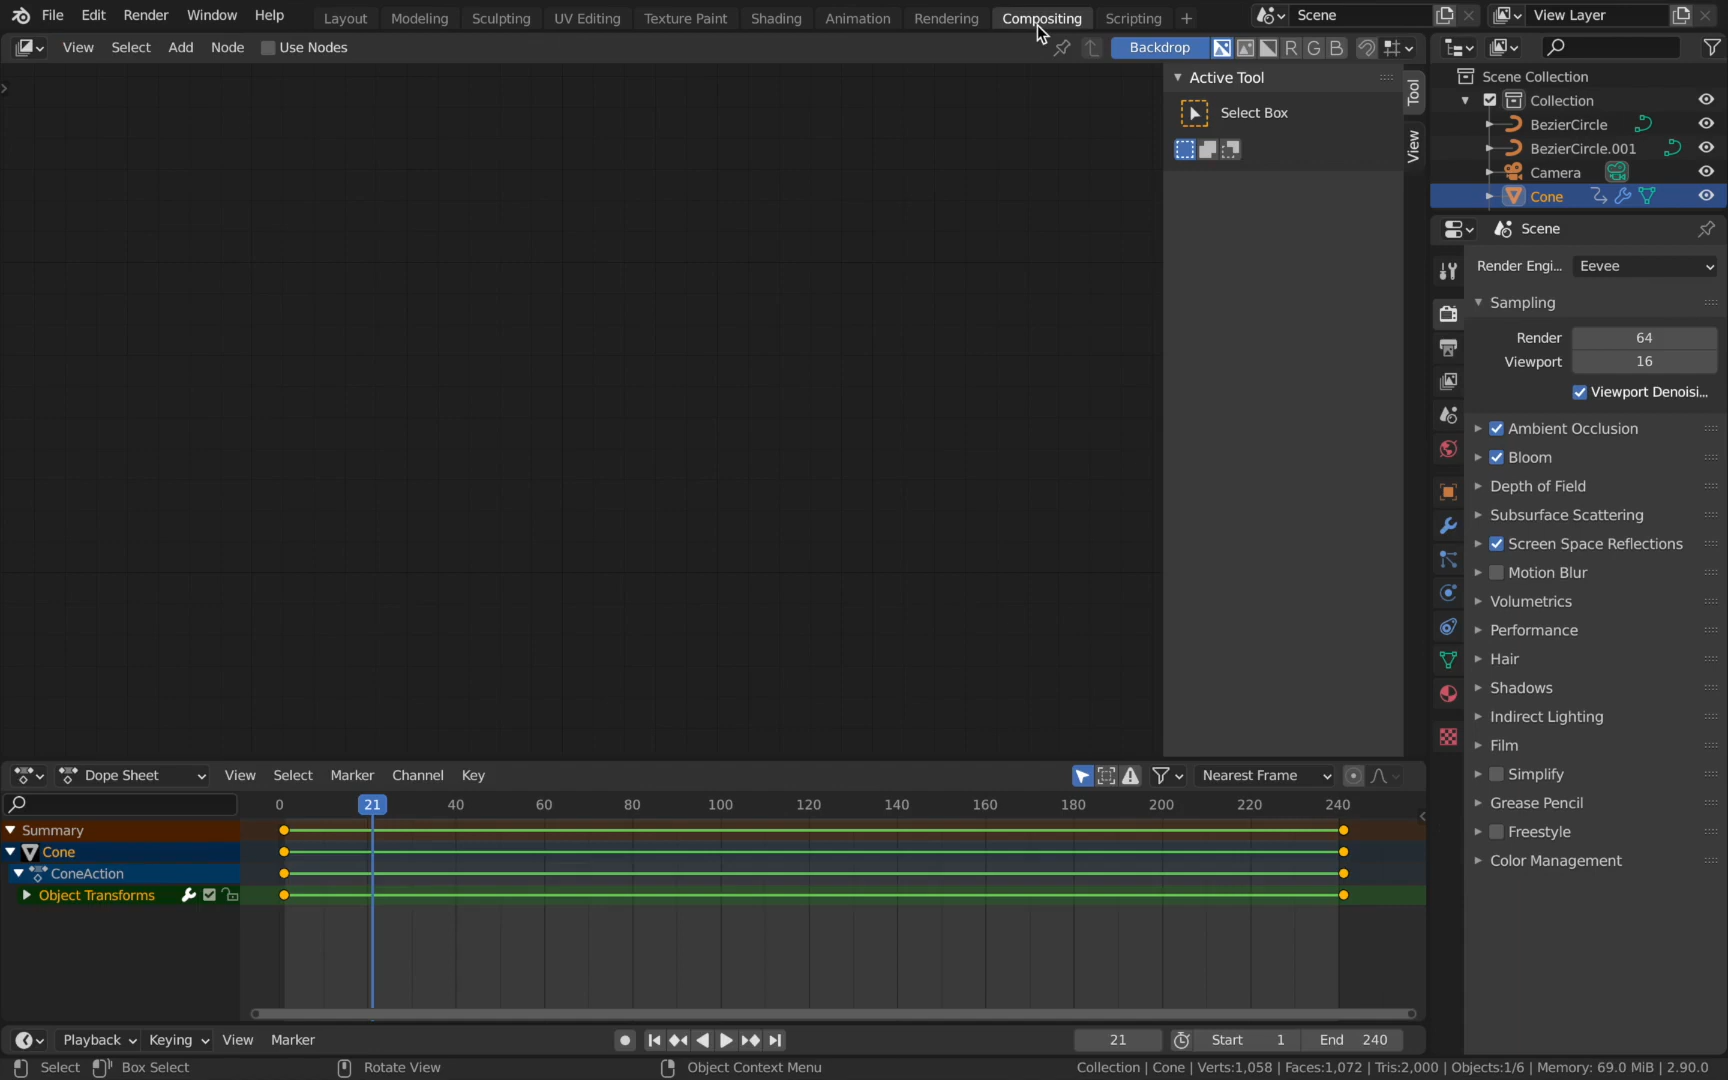 File Edit Render Window Help Layout Modeling Sculpting UV Editing Texture Paint Shading Animation Rendering Compositing Scripting + Scene View Layer
View Select Add Node Use Nodes Backdrop R G B
Active Tool
Select Box
Tool
View
Scene Collection
Collection
BezierCircle
BezierCircle.001
Camera
Cone
Scene
Render Engi... Eevee
Sampling
Render 64
Viewport 16
Viewport Denoisi...
Ambient Occlusion
Bloom
Depth of Field
Subsurface Scattering
Screen Space Reflections
Motion Blur
Volumetrics
Performance
Hair
Shadows
Indirect Lighting
Film
Simplify
Grease Pencil
Freestyle
Color Management
Dope Sheet View Select Marker Channel Key Nearest Frame
0 21 40 60 80 100 120 140 160 180 200 220 240
Summary
Cone
ConeAction
Object Transforms
Playback Keying View Marker 21 Start 1 End 240
Select Box Select Rotate View Object Context Menu Collection | Cone | Verts:1,058 | Faces:1,072 | Tris:2,000 | Objects:1/6 | Memory: 69.0 MiB | 2.90.0